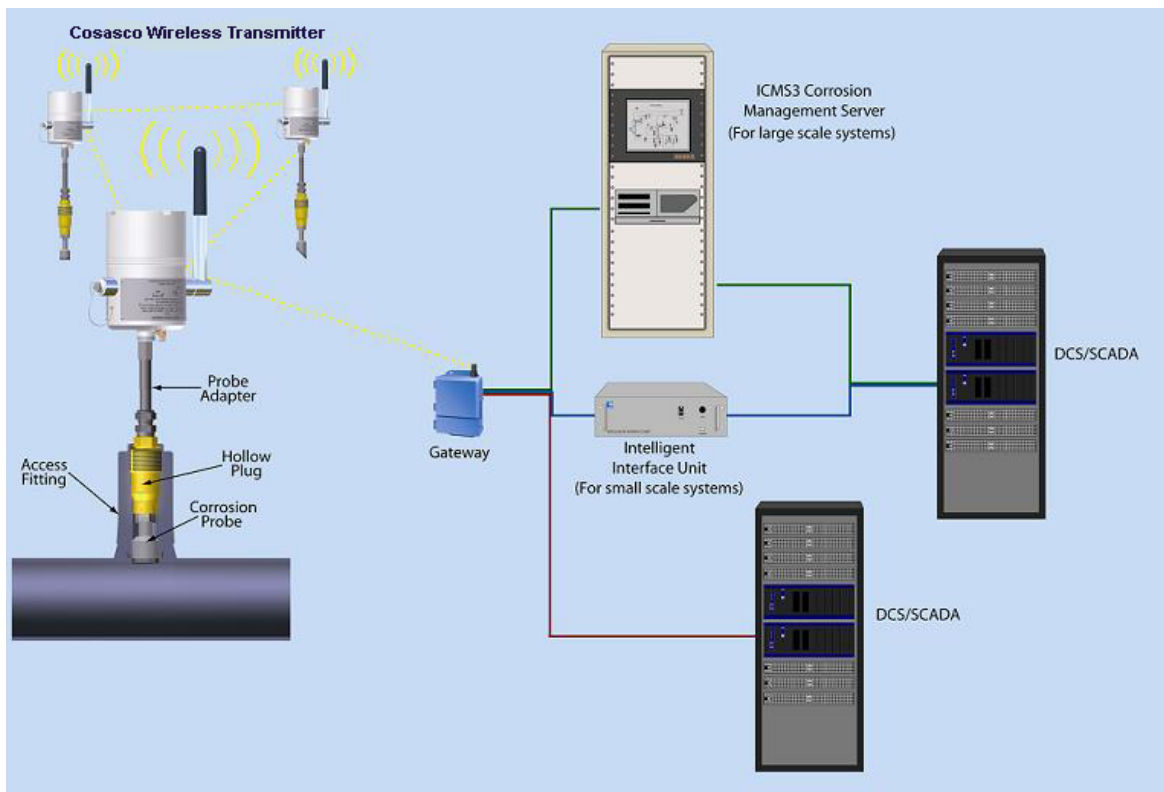 Cosasco Wireless Transmitter
ICMS3 Corrosion
Management Server
(For large scale systems)
DCS/SCADA
Probe
Adapter
Gateway
Intelligent
Interface Unit
(For small scale systems)
Access
Fitting
Hollow
Plug
Corrosion
Probe
DCS/SCADA